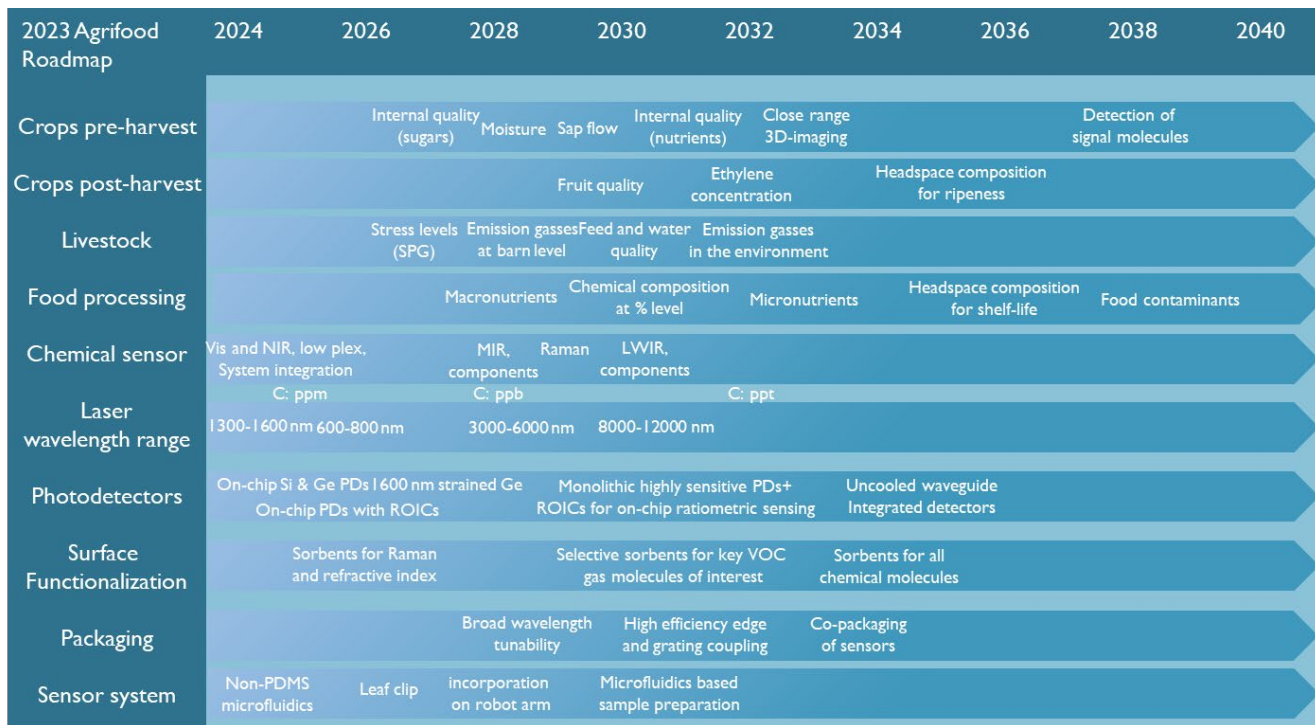 2023 Agrifood
Roadmap
2024 2026 2028 2030 2032 2034 2036 2038 2040
Crops pre-harvest
Internal quality
(sugars)
Moisture
Sap flow
Internal quality
(nutrients)
Close range
3D-imaging
Detection of
signal molecules
Crops post-harvest
Fruit quality
Ethylene
concentration
Headspace composition
for ripeness
Livestock
Stress levels
(SPG)
Emission gasses
at barn level
Feed and water
quality
Emission gasses
in the environment
Food processing
Macronutrients
Chemical composition
at % level
Micronutrients
Headspace composition
for shelf-life
Food contaminants
Chemical sensor
Vis and NIR, low plex,
System integration
MIR,
components
Raman
LWIR,
components
C: ppm
C: ppb
C: ppt
Laser
wavelength range
1300-1600 nm
600-800 nm
3000-6000 nm
8000-12000 nm
Photodetectors
On-chip Si & Ge PDs
1600 nm strained Ge
On-chip PDs with ROICs
Monolithic highly sensitive PDs+
ROICs for on-chip ratiometric sensing
Uncooled waveguide
Integrated detectors
Surface
Functionalization
Sorbents for Raman
and refractive index
Selective sorbents for key VOC
gas molecules of interest
Sorbents for all
chemical molecules
Packaging
Broad wavelength
tunability
High efficiency edge
and grating coupling
Co-packaging
of sensors
Sensor system
Non-PDMS
microfluidics
Leaf clip
incorporation
on robot arm
Microfluidics based
sample preparation